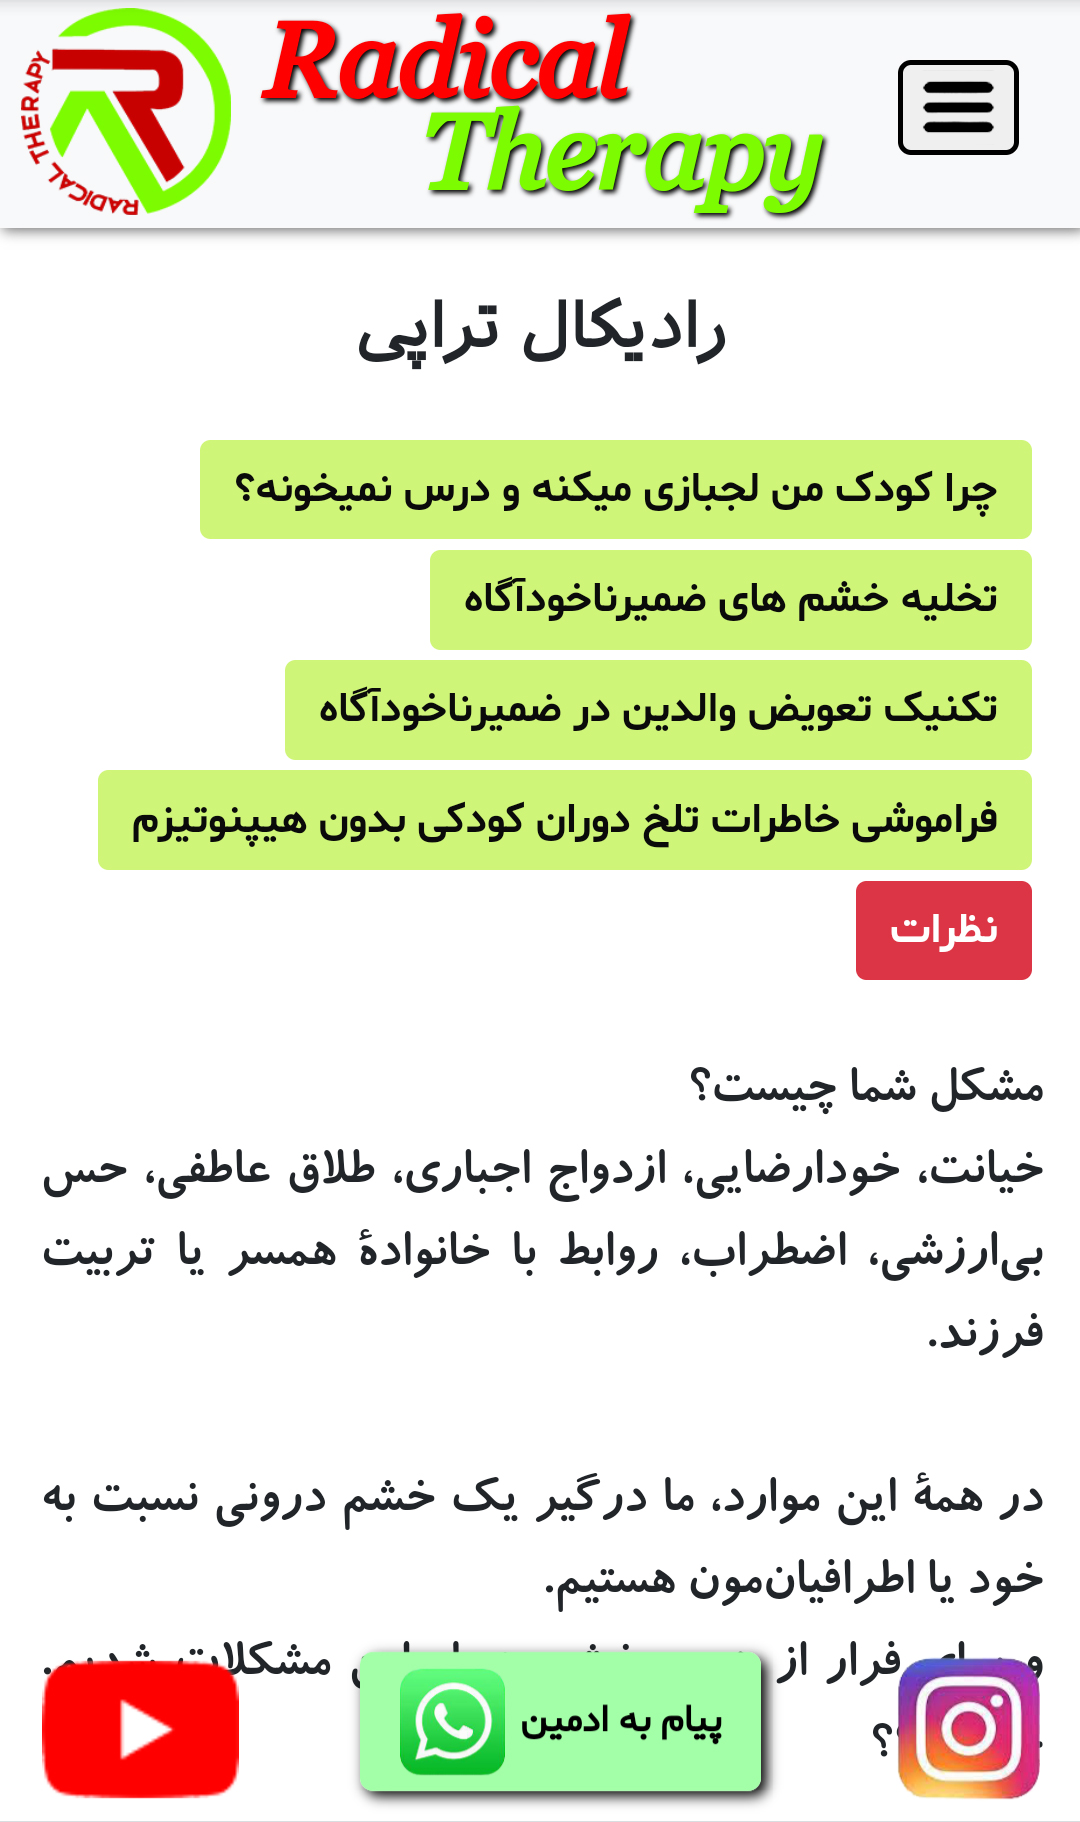 RADICAL THERAPY
Radical
Therapy
رادیکال تراپی
چرا کودک من لجبازی میکنه و درس نمیخونه؟
تخلیه خشم های ضمیرناخودآگاه
تکنیک تعویض والدین در ضمیرناخودآگاه
فراموشی خاطرات تلخ دوران کودکی بدون هیپنوتیزم
نظرات
مشکل شما چیست؟
خیانت، خودارضایی، ازدواج اجباری، طلاق عاطفی، حس
بی‌ارزشی، اضطراب، روابط با خانوادهٔ همسر یا تربیت
فرزند.
در همهٔ این موارد، ما درگیر یک خشم درونی نسبت به
خود یا اطرافیان‌مون هستیم.
فرار از مشکلات شدیم.
؟
پیام به ادمین